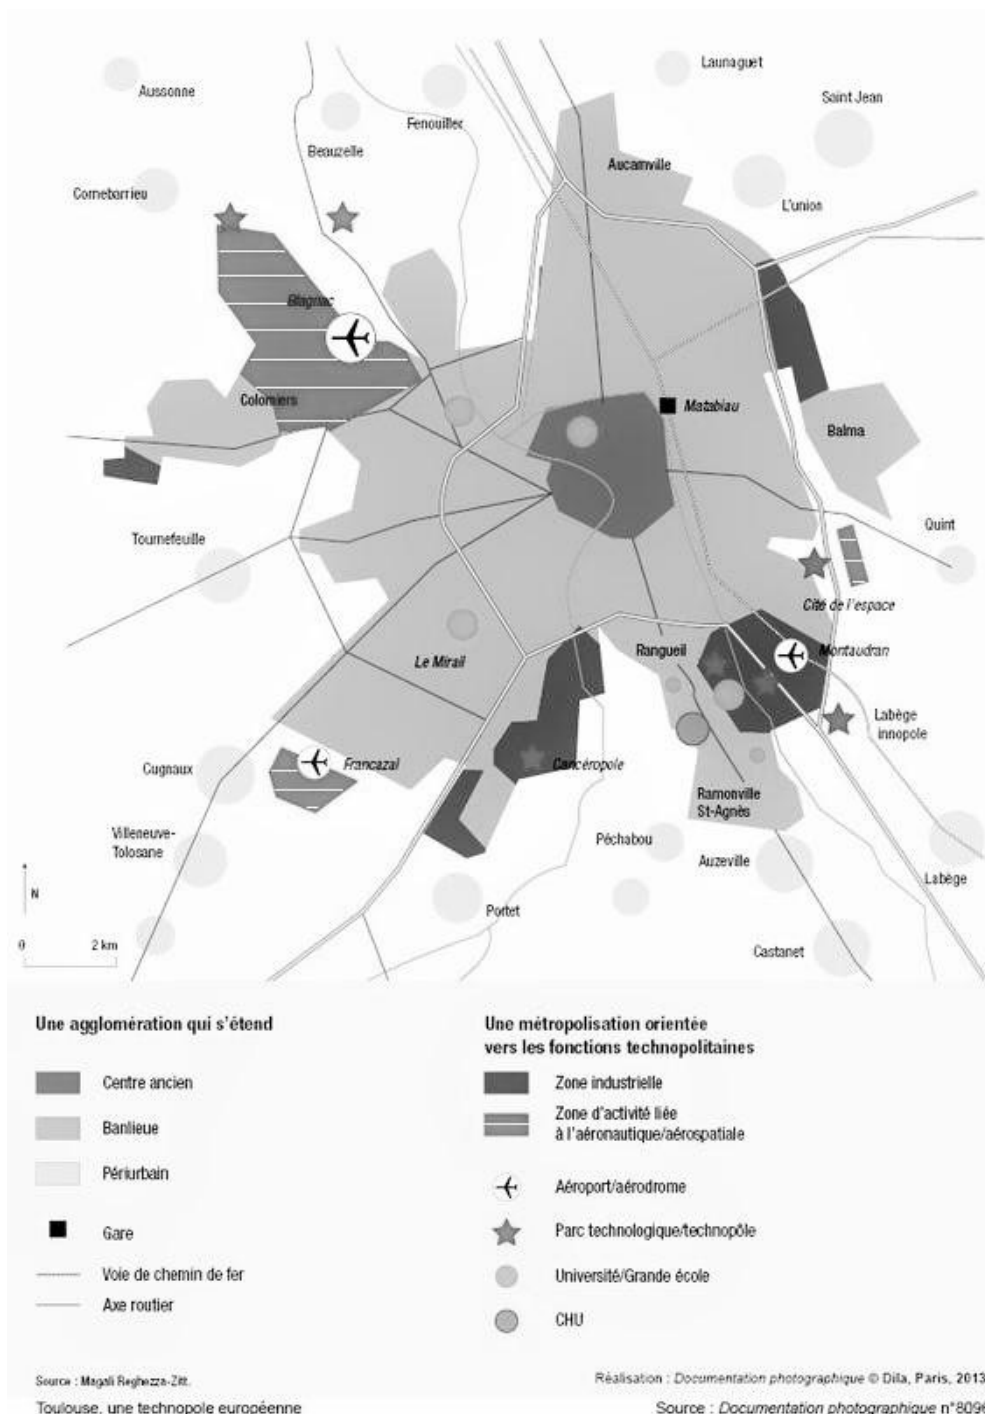 Launaguet
Aussonne
Saint Jean
Fenouiller
Beauzelle
Aucamville
Cornebarrieu
L'union
Blagnac
Colomiers
Matabiau
Balma
Quint
Tournefeuille
Cité de l'espace
Le Mirail
Rangueil
Montaudran
Labège
innopole
Cugnaux
Francazal
Cancéropole
Ramonville
St-Agnès
Villeneuve-
Tolosane
Péchabou
Auzeville
Labège
N
Portet
0 2 km
Castanet
Une agglomération qui s'étend
Centre ancien
Banlieue
Périurbain
Gare
Voie de chemin de fer
Axe routier
Une métropolisation orientée
vers les fonctions technopolitaines
Zone industrielle
Zone d'activité liée
à l'aéronautique/aérospatiale
Aéroport/aérodrome
Parc technologique/technopôle
Université/Grande école
CHU
Source : Magali Reghezza-Zitt.
Réalisation : Documentation photographique © Dila, Paris, 2013
Toulouse, une technopole européenne
Source : Documentation photographique n°8096